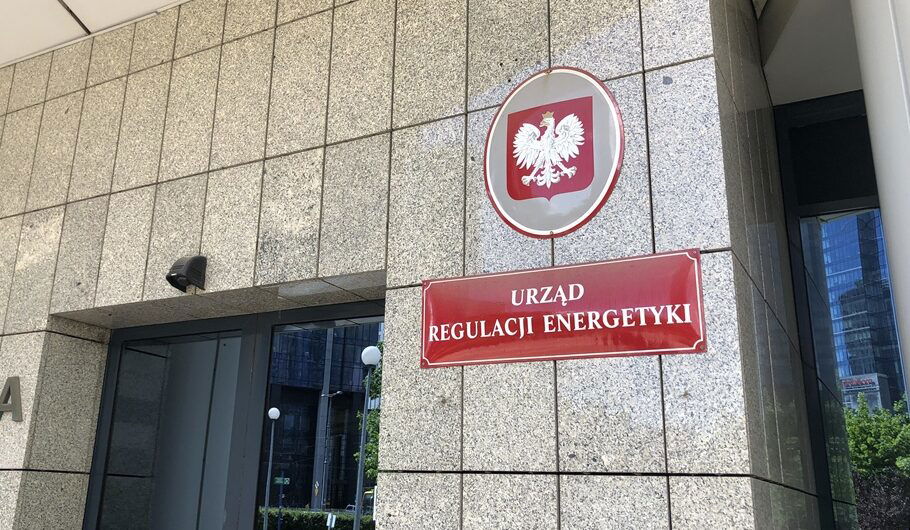 A
URZĄD
REGULACJI ENERGETYKI